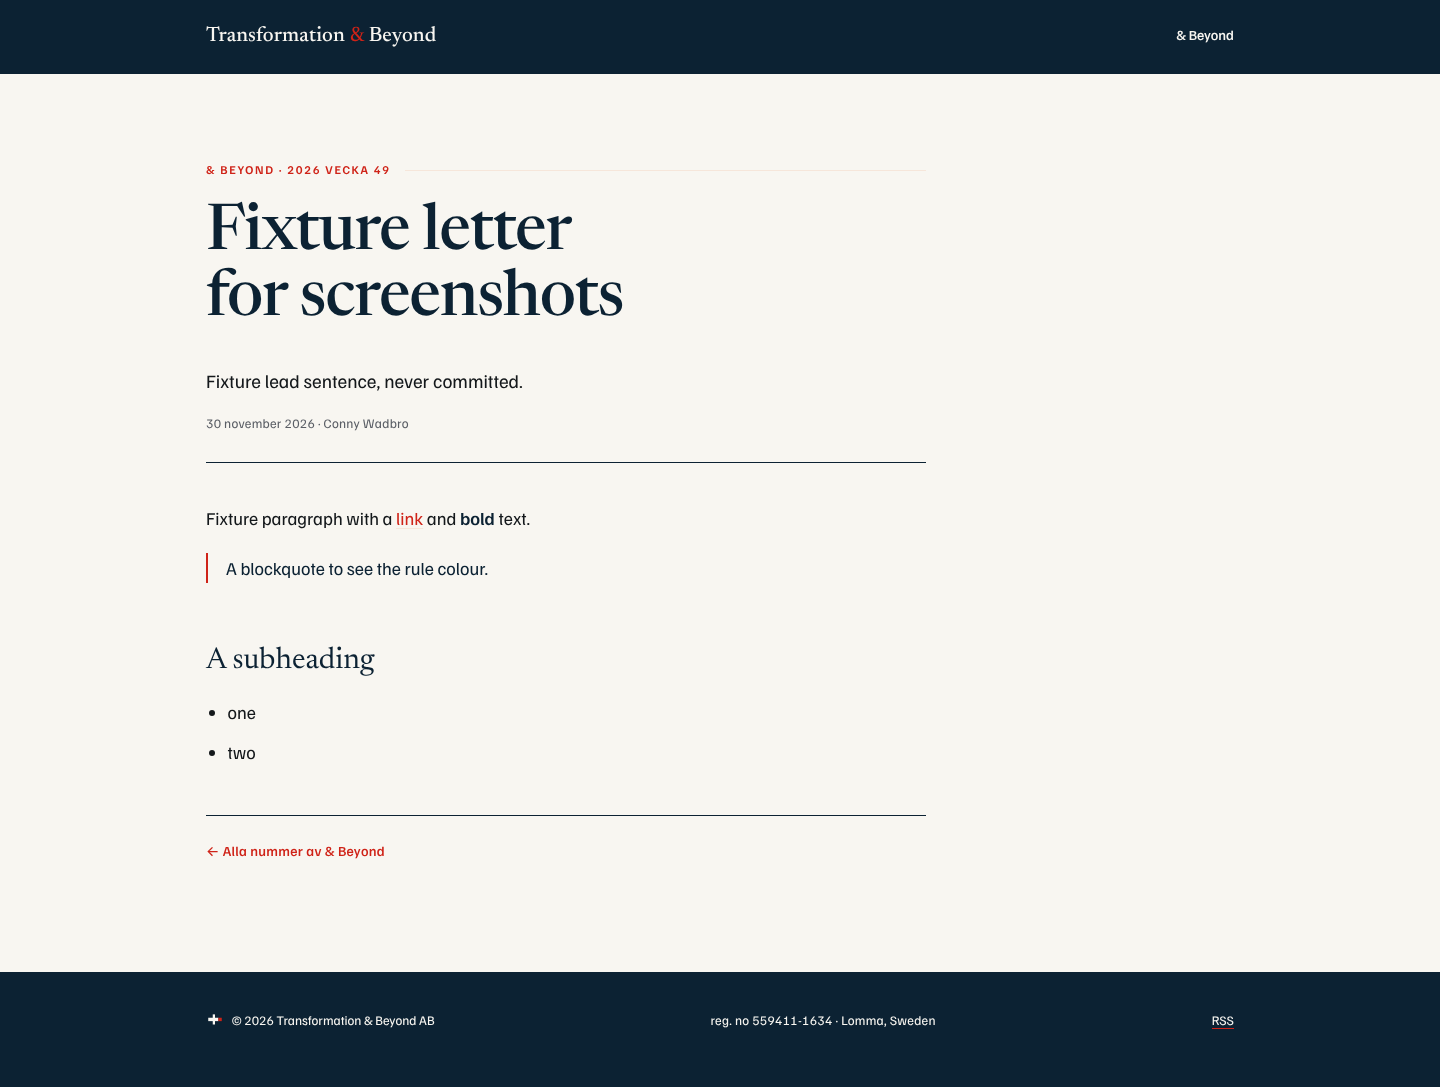 Transformation & Beyond
& Beyond
& BEYOND · 2026 VECKA 49
Fixture letter
for screenshots
Fixture lead sentence, never committed.
30 november 2026 · Conny Wadbro
Fixture paragraph with a link and bold text.
A blockquote to see the rule colour.
A subheading
• one
• two
← Alla nummer av & Beyond
© 2026 Transformation & Beyond AB
reg. no 559411-1634 · Lomma, Sweden
RSS